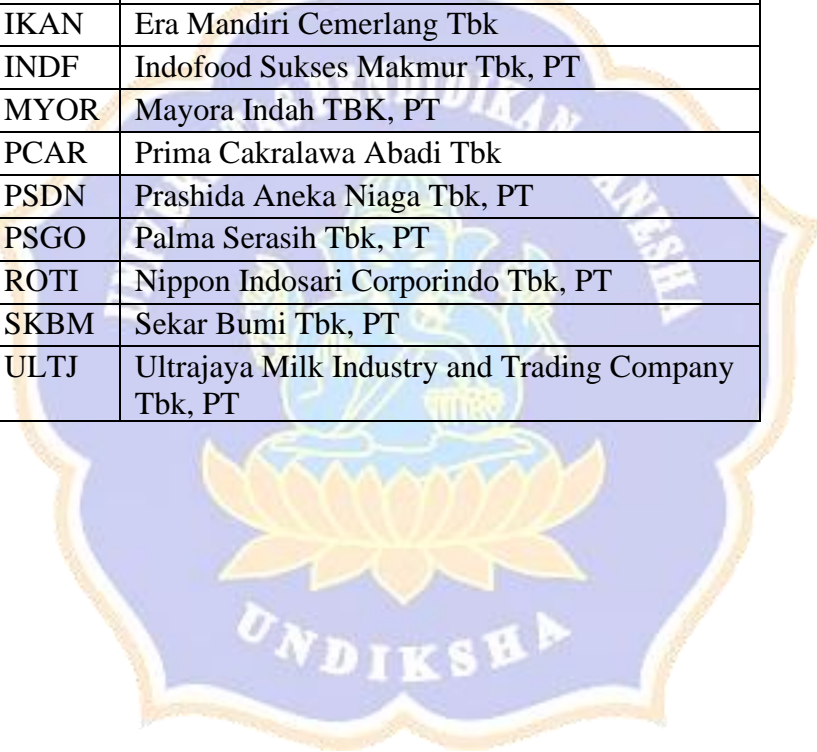 IKAN Era Mandiri Cemerlang Tbk
INDF Indofood Sukses Makmur Tbk, PT
MYOR Mayora Indah TBK, PT
PCAR Prima Cakralawa Abadi Tbk
PSDN Prashida Aneka Niaga Tbk, PT
PSGO Palma Serasih Tbk, PT
ROTI Nippon Indosari Corporindo Tbk, PT
SKBM Sekar Bumi Tbk, PT
ULTJ Ultrajaya Milk Industry and Trading Company
Tbk, PT
UNDIKSHA